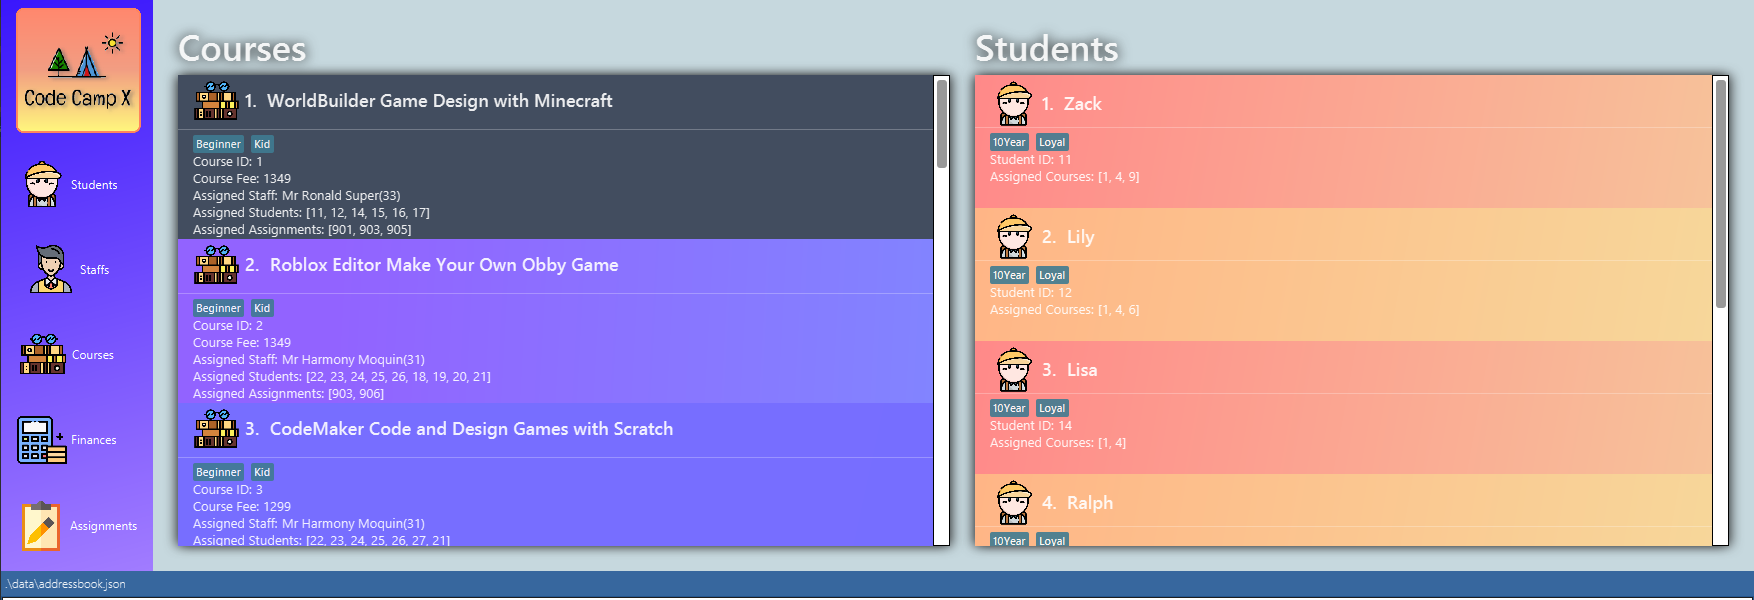 Code Camp X
Students
Staffs
Courses
Finances
Assignments
Courses
1. WorldBuilder Game Design with Minecraft
Beginner Kid
Course ID: 1
Course Fee: 1349
Assigned Staff: Mr Ronald Super(33)
Assigned Students: [11, 12, 14, 15, 16, 17]
Assigned Assignments: [901, 903, 905]
2. Roblox Editor Make Your Own Obby Game
Beginner Kid
Course ID: 2
Course Fee: 1349
Assigned Staff: Mr Harmony Moquin(31)
Assigned Students: [22, 23, 24, 25, 26, 18, 19, 20, 21]
Assigned Assignments: [903, 906]
3. CodeMaker Code and Design Games with Scratch
Beginner Kid
Course ID: 3
Course Fee: 1299
Assigned Staff: Mr Harmony Moquin(31)
Assigned Students: [22, 23, 24, 25, 26, 27, 21]
Students
1. Zack
10Year Loyal
Student ID: 11
Assigned Courses: [1, 4, 9]
2. Lily
10Year Loyal
Student ID: 12
Assigned Courses: [1, 4, 6]
3. Lisa
10Year Loyal
Student ID: 14
Assigned Courses: [1, 4]
4. Ralph
10Year Loyal
.\data\addressbook.json